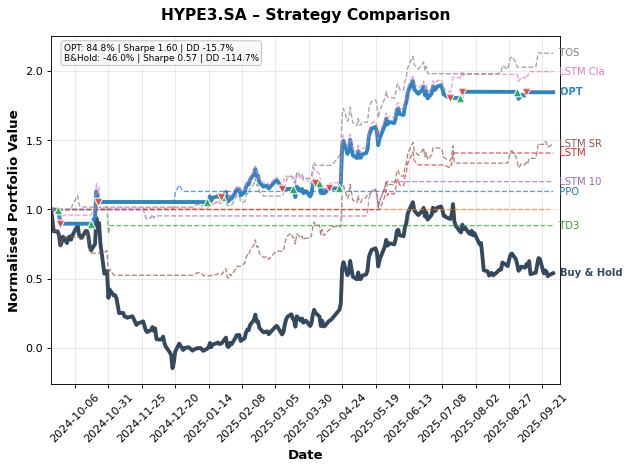 HYPE3.SA – Strategy Comparison
OPT: 84.8% | Sharpe 1.60 | DD -15.7%
B&Hold: -46.0% | Sharpe 0.57 | DD -114.7%
TOS
LSTM Cla
OPT
LSTM SR
LSTM
LSTM 10
PPO
TD3
Buy & Hold
Normalised Portfolio Value
2.0
1.5
1.0
0.5
0.0
2024-10-06
2024-10-31
2024-11-25
2024-12-20
2025-01-14
2025-02-08
2025-03-05
2025-03-30
2025-04-24
2025-05-19
2025-06-13
2025-07-08
2025-08-02
2025-08-27
2025-09-21
Date